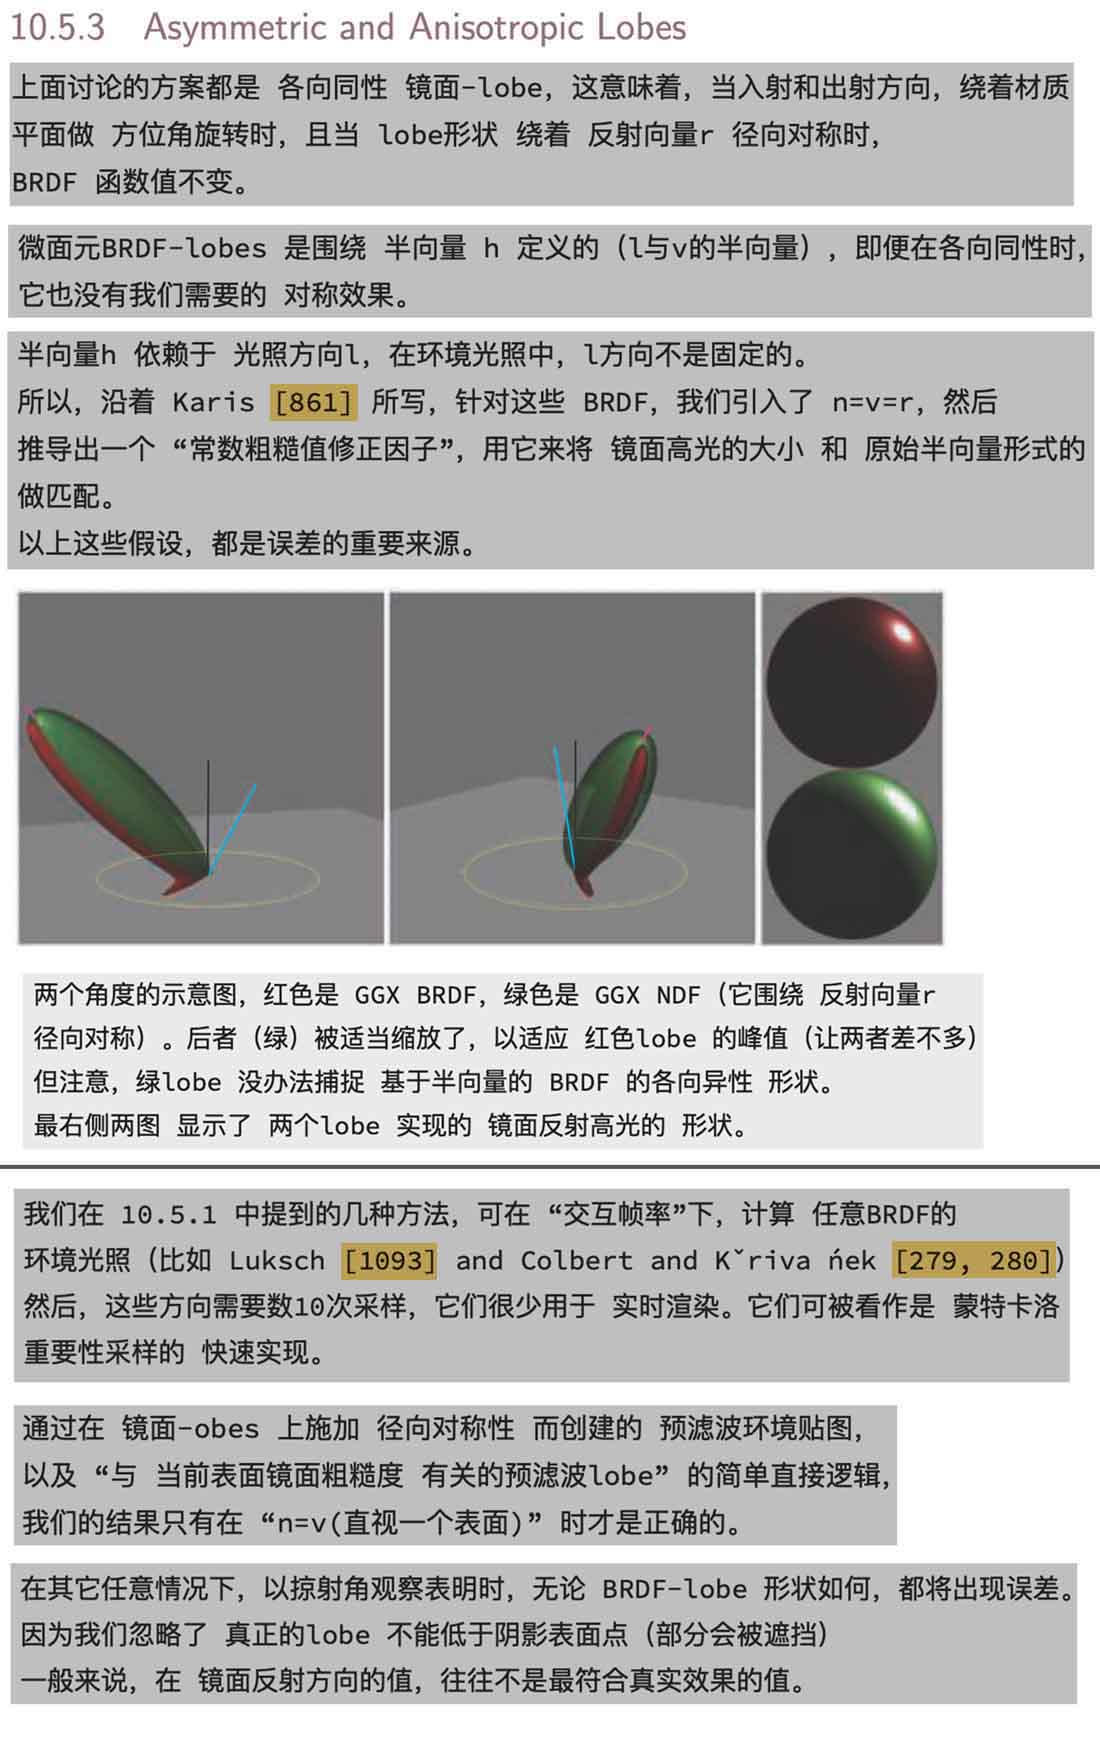 10.5.3 Asymmetric and Anisotropic Lobes
上面讨论的方案都是 各向同性 镜面-lobe，这意味着，当入射和出射方向，绕着材质
平面做 方位角旋转时，且当 lobe形状 绕着 反射向量r 径向对称时，
BRDF 函数值不变。
微面元BRDF-lobes 是围绕 半向量 h 定义的（l与v的半向量），即便在各向同性时，
它也没有我们需要的 对称效果。
半向量h 依赖于 光照方向l，在环境光照中，l方向不是固定的。
所以，沿着 Karis [861] 所写，针对这些 BRDF，我们引入了 n=v=r，然后
推导出一个 “常数粗糙值修正因子”，用它来将 镜面高光的大小 和 原始半向量形式的
做匹配。
以上这些假设，都是误差的重要来源。
两个角度的示意图，红色是 GGX BRDF，绿色是 GGX NDF（它围绕 反射向量r
径向对称）。后者（绿）被适当缩放了，以适应 红色lobe 的峰值（让两者差不多）
但注意，绿lobe 没办法捕捉 基于半向量的 BRDF 的各向异性 形状。
最右侧两图 显示了 两个lobe 实现的 镜面反射高光的 形状。
我们在 10.5.1 中提到的几种方法，可在 “交互帧率”下，计算 任意BRDF的
环境光照（比如 Luksch [1093] and Colbert and Kˇriva ńek [279, 280]）
然后，这些方向需要数10次采样，它们很少用于 实时渲染。它们可被看作是 蒙特卡洛
重要性采样的 快速实现。
通过在 镜面-obes 上施加 径向对称性 而创建的 预滤波环境贴图，
以及 “与 当前表面镜面粗糙度 有关的预滤波lobe” 的简单直接逻辑，
我们的结果只有在 “n=v(直视一个表面)” 时才是正确的。
在其它任意情况下，以掠射角观察表明时，无论 BRDF-lobe 形状如何，都将出现误差。
因为我们忽略了 真正的lobe 不能低于阴影表面点（部分会被遮挡）
一般来说，在 镜面反射方向的值，往往不是最符合真实效果的值。